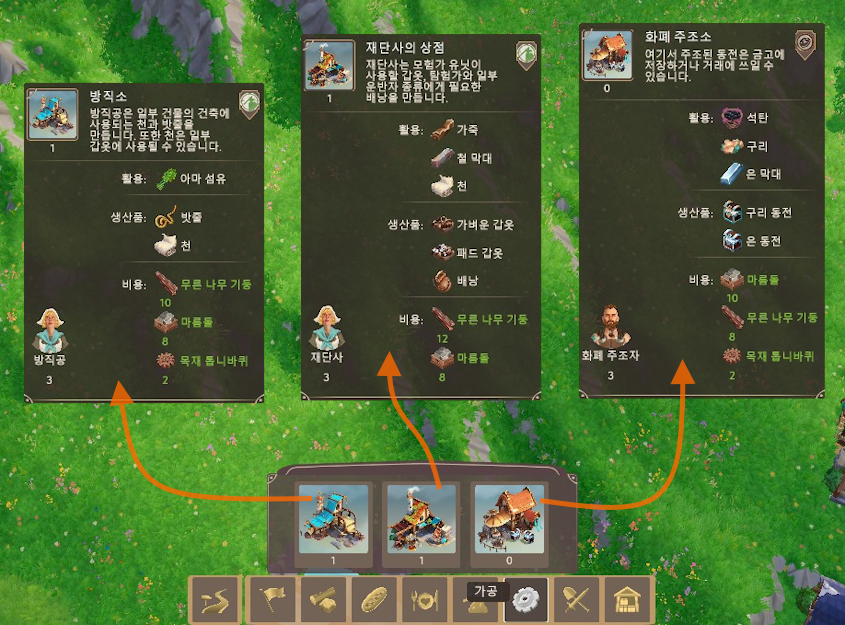 방직소
방직공은 일부 건물의 건축에
사용되는 천과 밧줄을
만듭니다. 또한 천은 일부
갑옷에 사용될 수 있습니다.
1
활용: 아마 섬유
생산품: 밧줄
천
비용: 무른 나무 기둥
10
마름돌
8
목재 톱니바퀴
2
방직공
3
재단사의 상점
재단사는 모험가 유닛이
사용할 갑옷, 탐험가와 일부
운반자 종류에게 필요한
배낭을 만듭니다.
1
활용: 가죽
철 막대
천
생산품: 가벼운 갑옷
패드 갑옷
배낭
비용: 무른 나무 기둥
12
마름돌
8
재단사
3
화폐 주조소
여기서 주조된 동전은 금고에
저장하거나 거래에 쓰일 수
있습니다.
0
활용: 석탄
구리
은 막대
생산품: 구리 동전
은 동전
비용: 마름돌
10
무른 나무 기둥
8
목재 톱니바퀴
2
화폐 주조자
3
1
1
0
가공